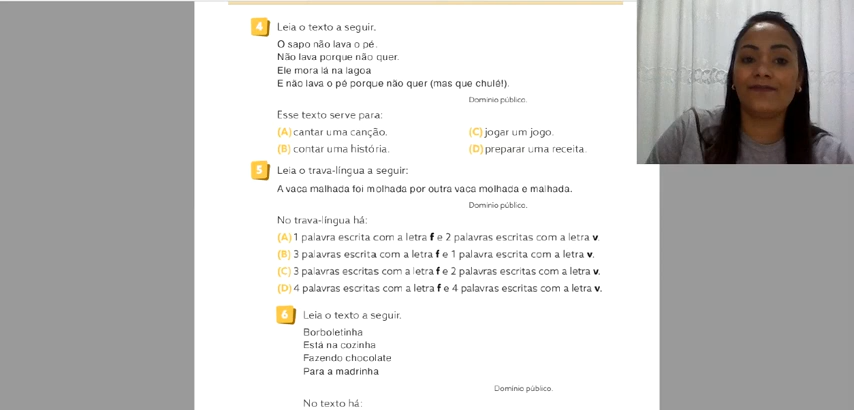 4 Leia o texto a seguir.
O sapo não lava o pé.
Não lava porque não quer.
Ele mora lá na lagoa
E não lava o pé porque não quer (mas que chulé!).
Domínio público.
Esse texto serve para:
(A) cantar uma canção.
(C) jogar um jogo.
(B) contar uma história.
(D) preparar uma receita.
5 Leia o trava-língua a seguir:
A vaca malhada foi molhada por outra vaca molhada e malhada.
Domínio público.
No trava-língua há:
(A) 1 palavra escrita com a letra f e 2 palavras escritas com a letra v.
(B) 3 palavras escrita com a letra f e 1 palavra escrita com a letra v.
(C) 3 palavras escritas com a letra f e 2 palavras escritas com a letra v.
(D) 4 palavras escritas com a letra f e 4 palavras escritas com a letra v.
6 Leia o texto a seguir.
Borboletinha
Está na cozinha
Fazendo chocolate
Para a madrinha
Domínio público.
No texto há: